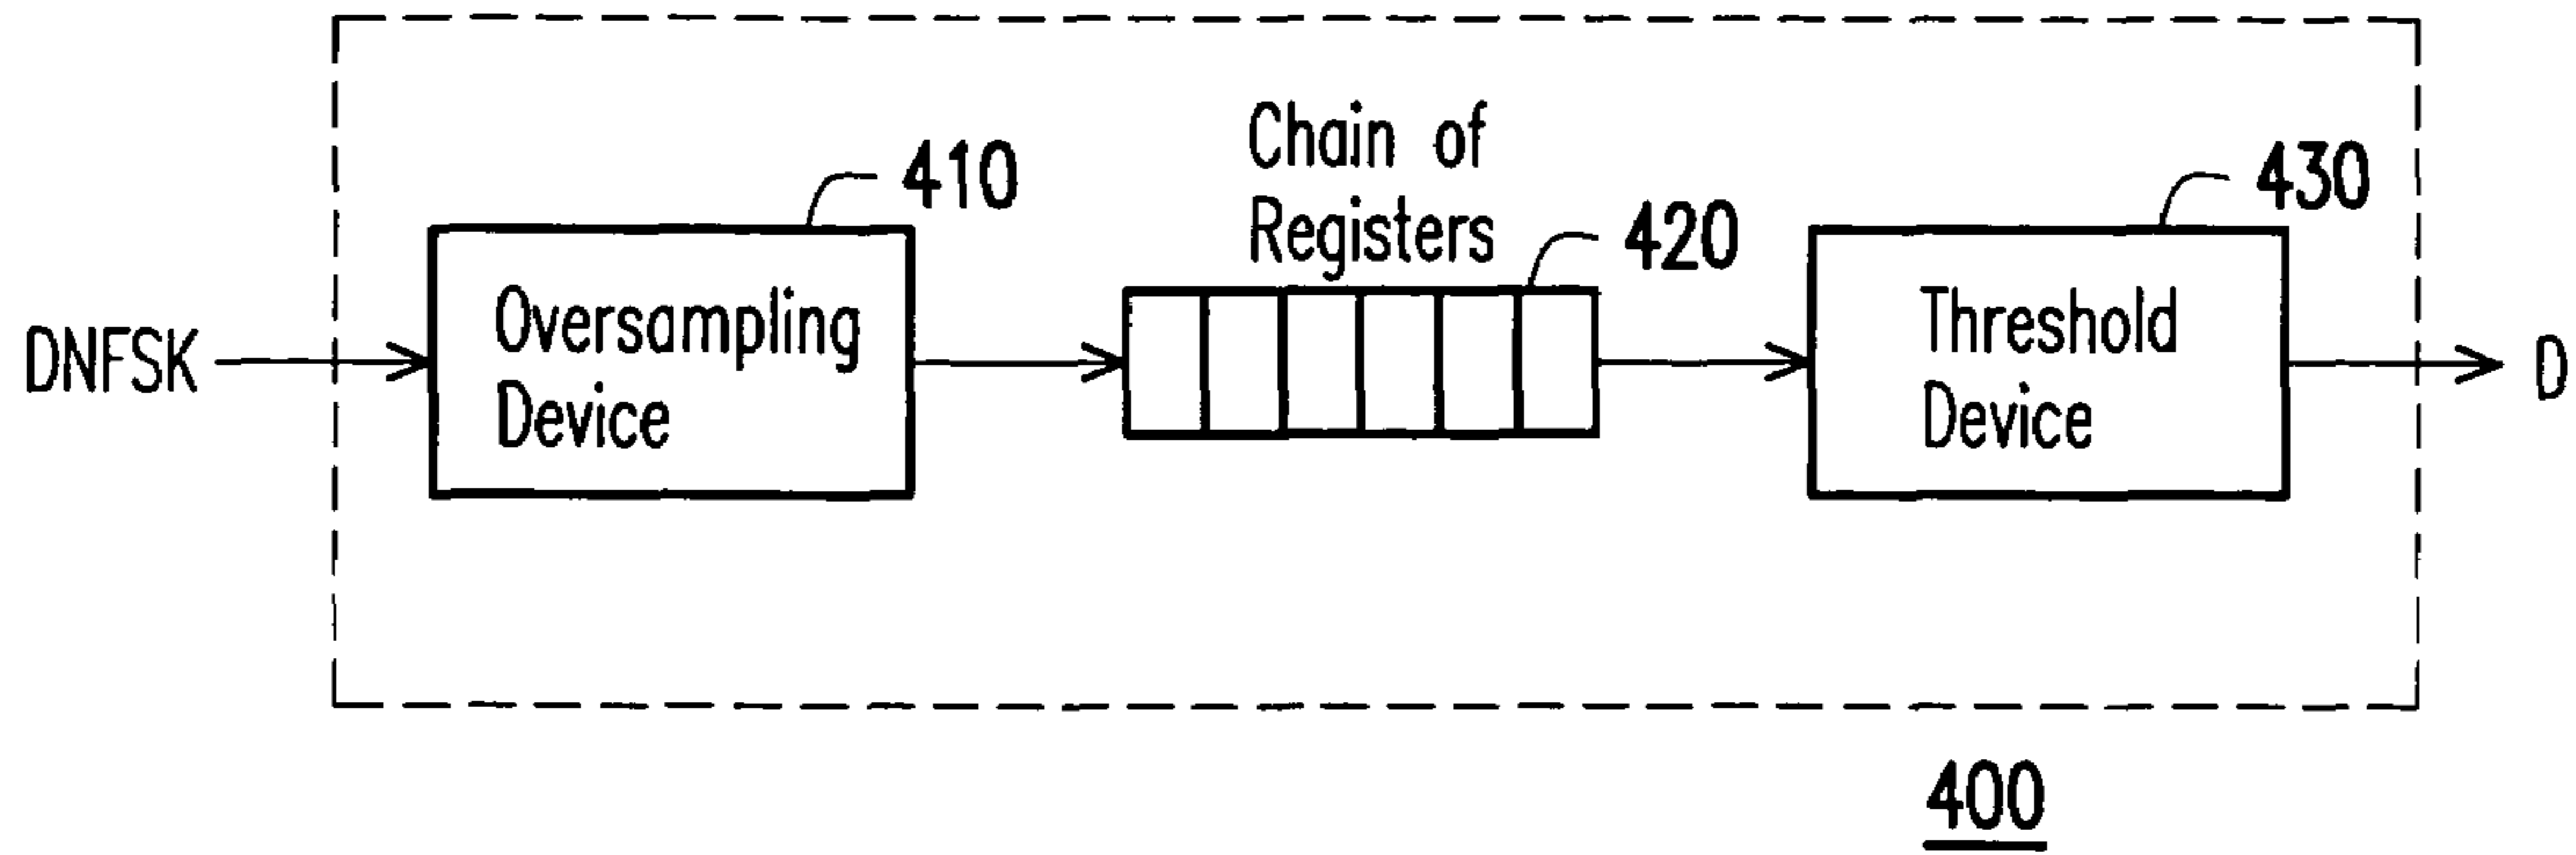 Chain of
Registers
410
420
430
DNFSK
Oversampling
Device
Threshold
Device
D
400